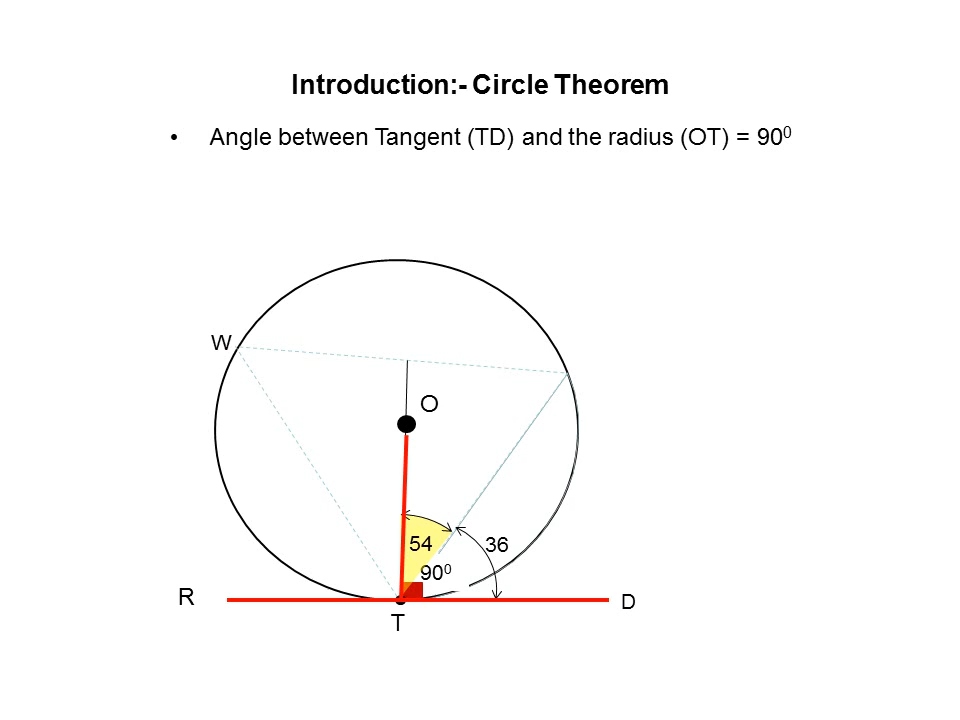 Introduction:- Circle Theorem
• Angle between Tangent (TD) and the radius (OT) = 90⁰
W
O
54
36
90⁰
R
D
T